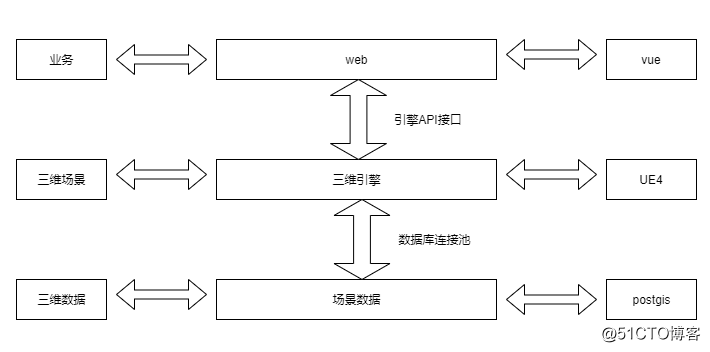 业务
web
vue
引擎API接口
三维场景
三维引擎
UE4
数据库连接池
三维数据
场景数据
postgis
@51CTO博客